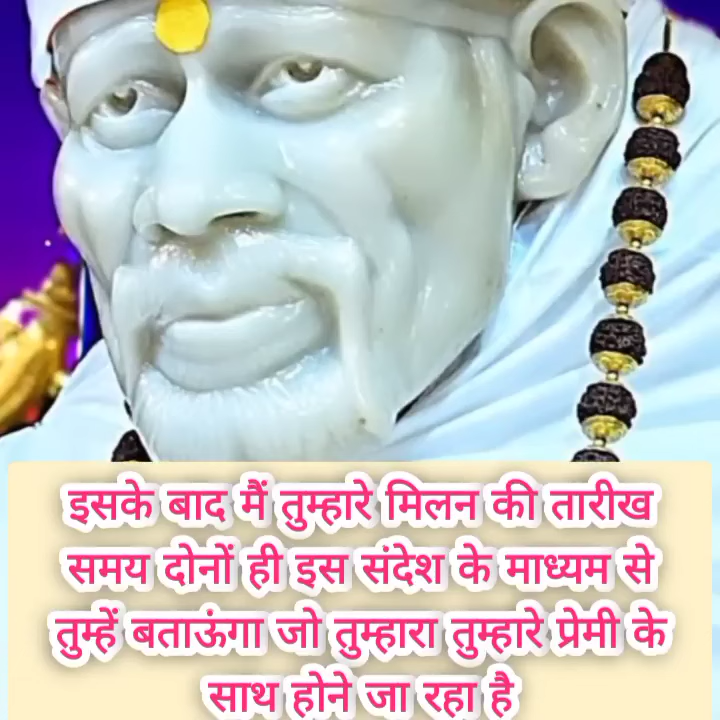 इसके बाद मैं तुम्हारे मिलन की तारीख
समय दोनों ही इस संदेश के माध्यम से
तुम्हें बताऊंगा जो तुम्हारा तुम्हारे प्रेमी के
साथ होने जा रहा है